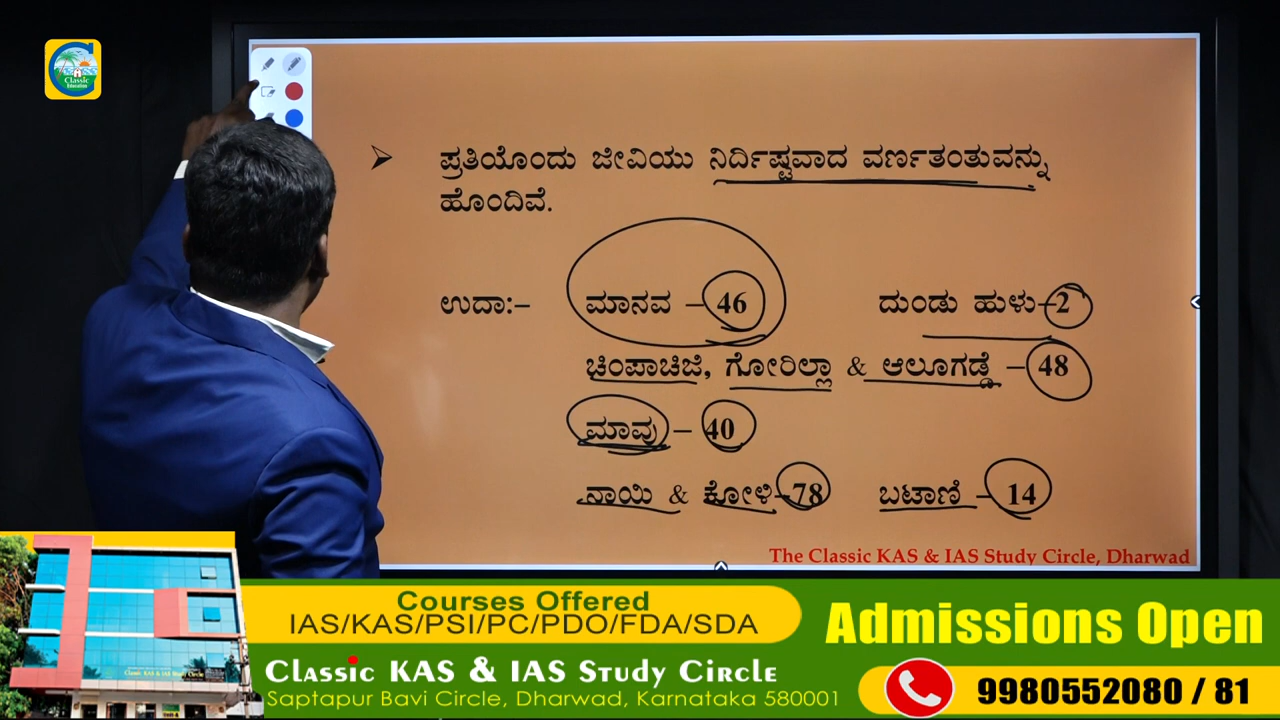 Classic
Education
➢ ಪ್ರತಿಯೊಂದು ಜೀವಿಯು ನಿರ್ದಿಷ್ಟವಾದ ವರ್ಣತಂತುವನ್ನು
ಹೊಂದಿವೆ.
ಉದಾ:– ಮಾನವ – 46 ದುಂಡು ಹುಳು–2
ಚಿಂಪಾಚಿಜಿ, ಗೋರಿಲ್ಲಾ & ಆಲೂಗಡ್ಡೆ – 48
ಮಾವು – 40
ನಾಯಿ & ಕೋಳಿ–78 ಬಟಾಣಿ – 14
The Classic KAS & IAS Study Circle, Dharwad
Courses Offered
IAS/KAS/PSI/PC/PDO/FDA/SDA
Admissions Open
Classic KAS & IAS Study Circle
Saptapur Bavi Circle, Dharwad, Karnataka 580001
9980552080 / 81